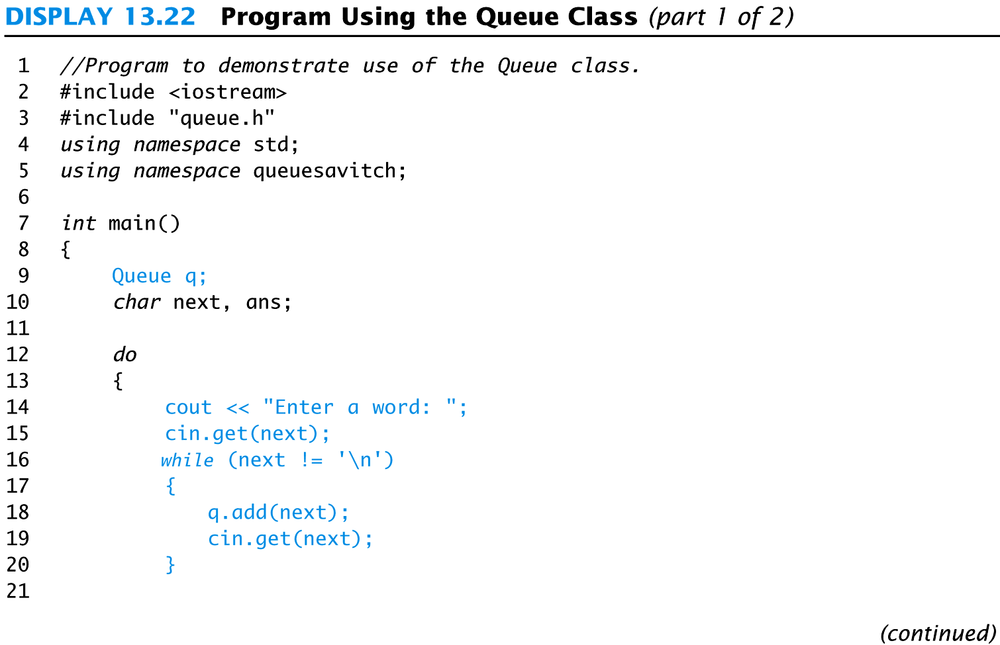 DISPLAY 13.22 Program Using the Queue Class (part 1 of 2)
1 //Program to demonstrate use of the Queue class.
2 #include <iostream>
3 #include "queue.h"
4 using namespace std;
5 using namespace queuesavitch;
6
7 int main()
8 {
9 Queue q;
10 char next, ans;
11
12 do
13 {
14 cout << "Enter a word: ";
15 cin.get(next);
16 while (next != '\n')
17 {
18 q.add(next);
19 cin.get(next);
20 }
21
(continued)